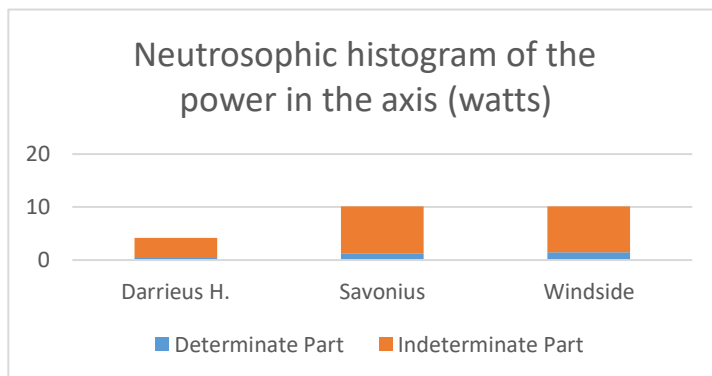 Neutrosophic histogram of the
power in the axis (watts)
20
10
0
Darrieus H. Savonius Windside
Determinate Part Indeterminate Part